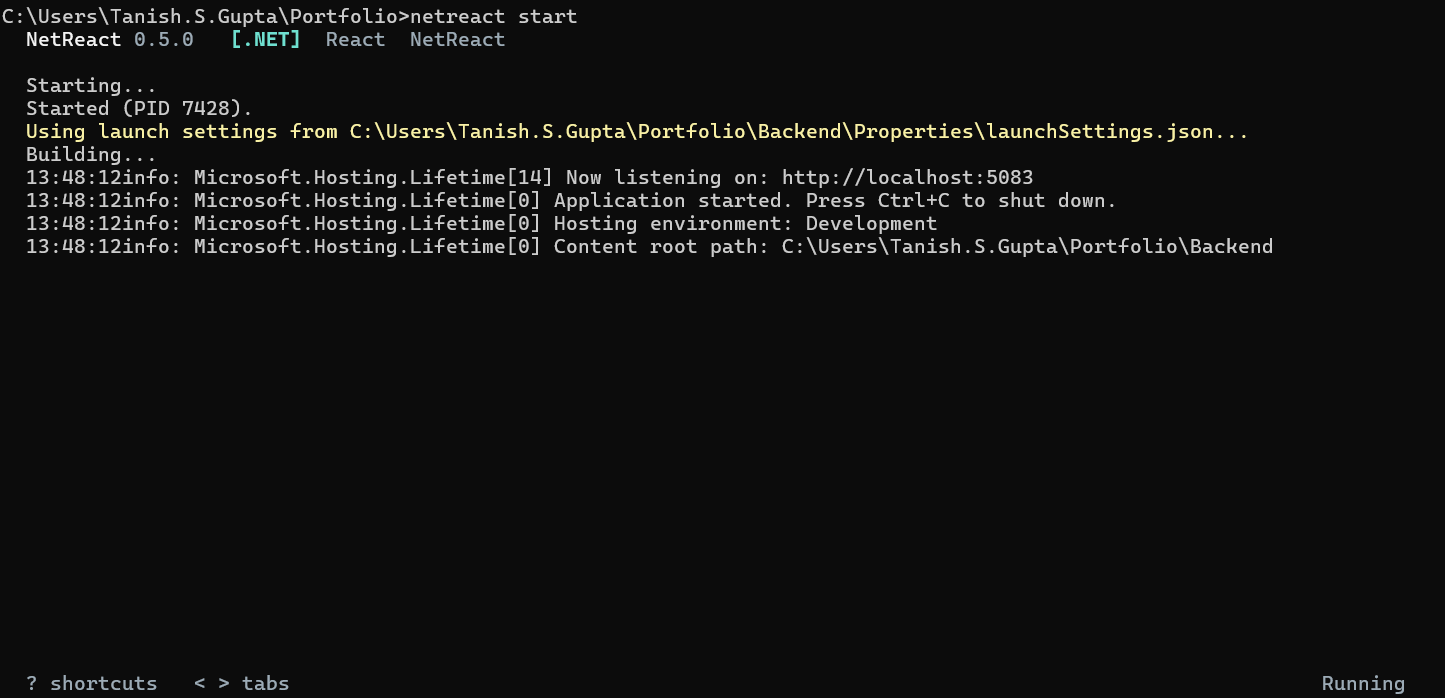 C:\Users\Tanish.S.Gupta\Portfolio>netreact start
NetReact 0.5.0 [.NET] React NetReact
Starting...
Started (PID 7428).
Using launch settings from C:\Users\Tanish.S.Gupta\Portfolio\Backend\Properties\launchSettings.json...
Building...
13:48:12info: Microsoft.Hosting.Lifetime[14] Now listening on: http://localhost:5083
13:48:12info: Microsoft.Hosting.Lifetime[0] Application started. Press Ctrl+C to shut down.
13:48:12info: Microsoft.Hosting.Lifetime[0] Hosting environment: Development
13:48:12info: Microsoft.Hosting.Lifetime[0] Content root path: C:\Users\Tanish.S.Gupta\Portfolio\Backend
? shortcuts < > tabs Running